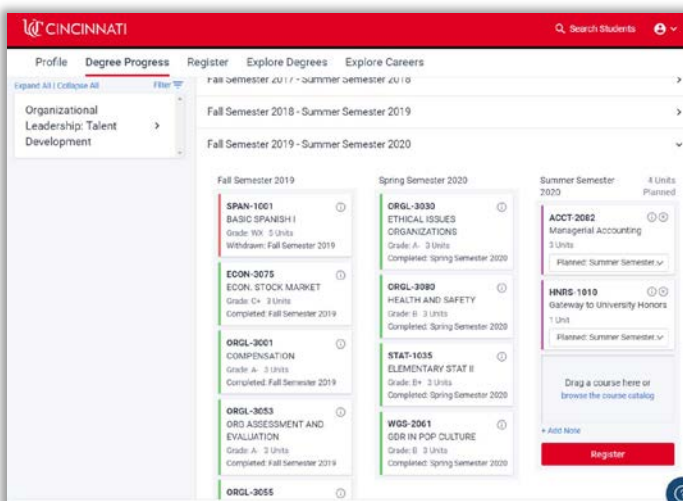 CINCINNATI
Search Students
Profile Degree Progress Register Explore Degrees Explore Careers
Expand All | Collapse All Filter
Organizational
Leadership: Talent
Development
Fall Semester 2017 - Summer Semester 2018
Fall Semester 2018 - Summer Semester 2019
Fall Semester 2019 - Summer Semester 2020
Fall Semester 2019
SPAN-1001
BASIC SPANISH I
Grade: WX 5 Units
Withdrawn: Fall Semester 2019
ECON-3075
ECON. STOCK MARKET
Grade: C+ 3 Units
Completed: Fall Semester 2019
ORGL-3001
COMPENSATION
Grade: A- 3 Units
Completed: Fall Semester 2019
ORGL-3053
ORG ASSESSMENT AND
EVALUATION
Grade: A- 3 Units
Completed: Fall Semester 2019
ORGL-3055
Spring Semester 2020
ORGL-3030
ETHICAL ISSUES
ORGANIZATIONS
Grade: A- 3 Units
Completed: Spring Semester 2020
ORGL-3080
HEALTH AND SAFETY
Grade: B 3 Units
Completed: Spring Semester 2020
STAT-1035
ELEMENTARY STAT II
Grade: B+ 3 Units
Completed: Spring Semester 2020
WGS-2061
GDR IN POP CULTURE
Grade: B 3 Units
Completed: Spring Semester 2020
Summer Semester 4 Units
2020 Planned
ACCT-2082
Managerial Accounting
3 Units
Planned: Summer Semester
HNRS-1010
Gateway to University Honors
1 Unit
Planned: Summer Semester
Drag a course here or
browse the course catalog
+ Add Note
Register